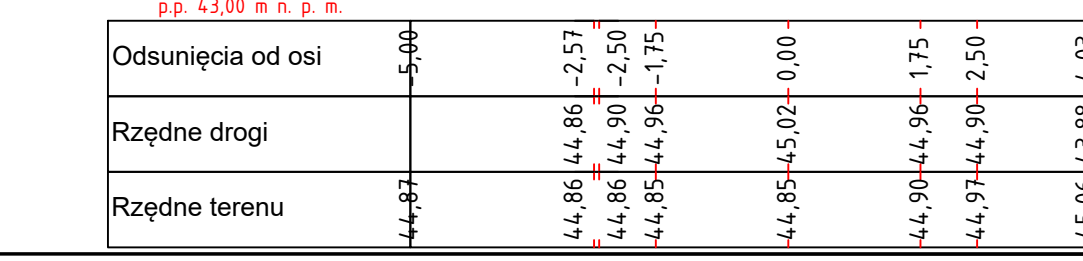 p.p. 43,00 m n. p. m.
Odsunięcia od osi -5,00 -2,57 -2,50 -1,75 0,00 1,75 2,50
Rzędne drogi 44,86 44,90 44,96 45,02 44,96 44,90
Rzędne terenu 44,87 44,86 44,86 44,85 44,85 44,90 44,97